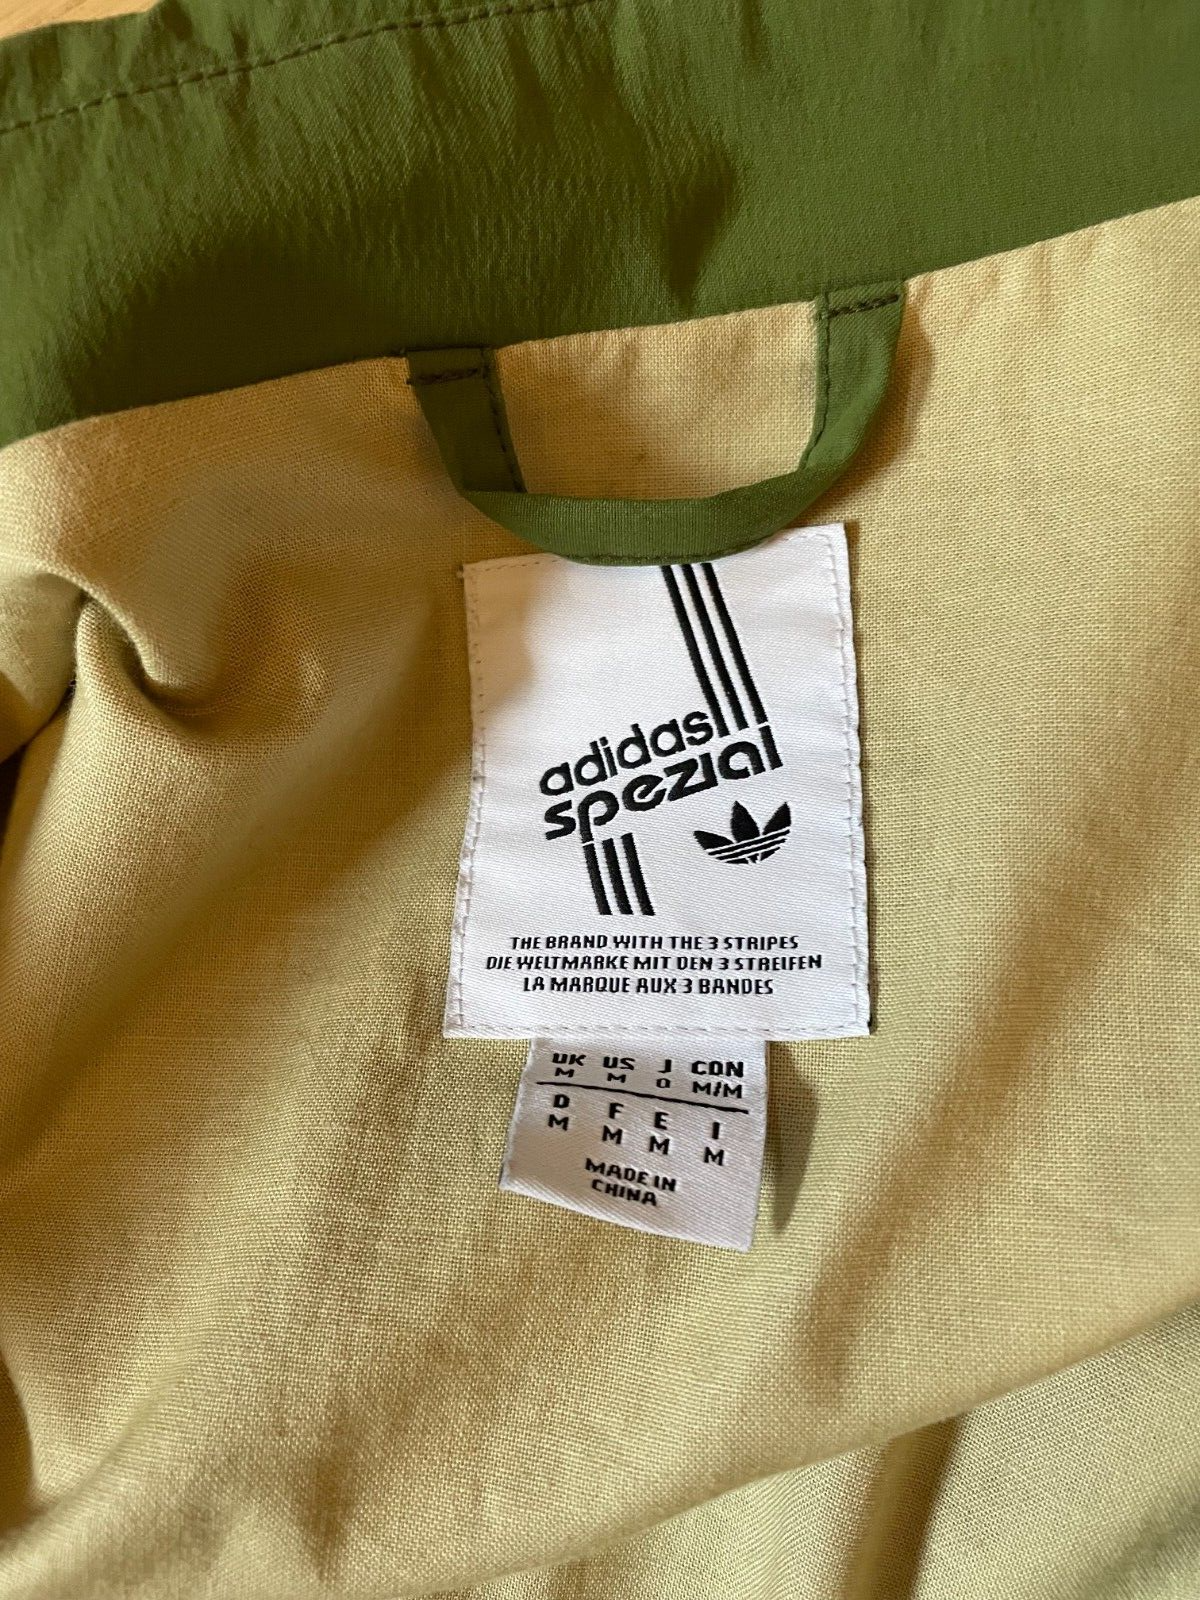 adidas
spezial
THE BRAND WITH THE 3 STRIPES
DIE WELTMARKE MIT DEN 3 STREIFEN
LA MARQUE AUX 3 BANDES
UK US J CDN
M M O M/M
D F E I
M M M M
MADE IN
CHINA